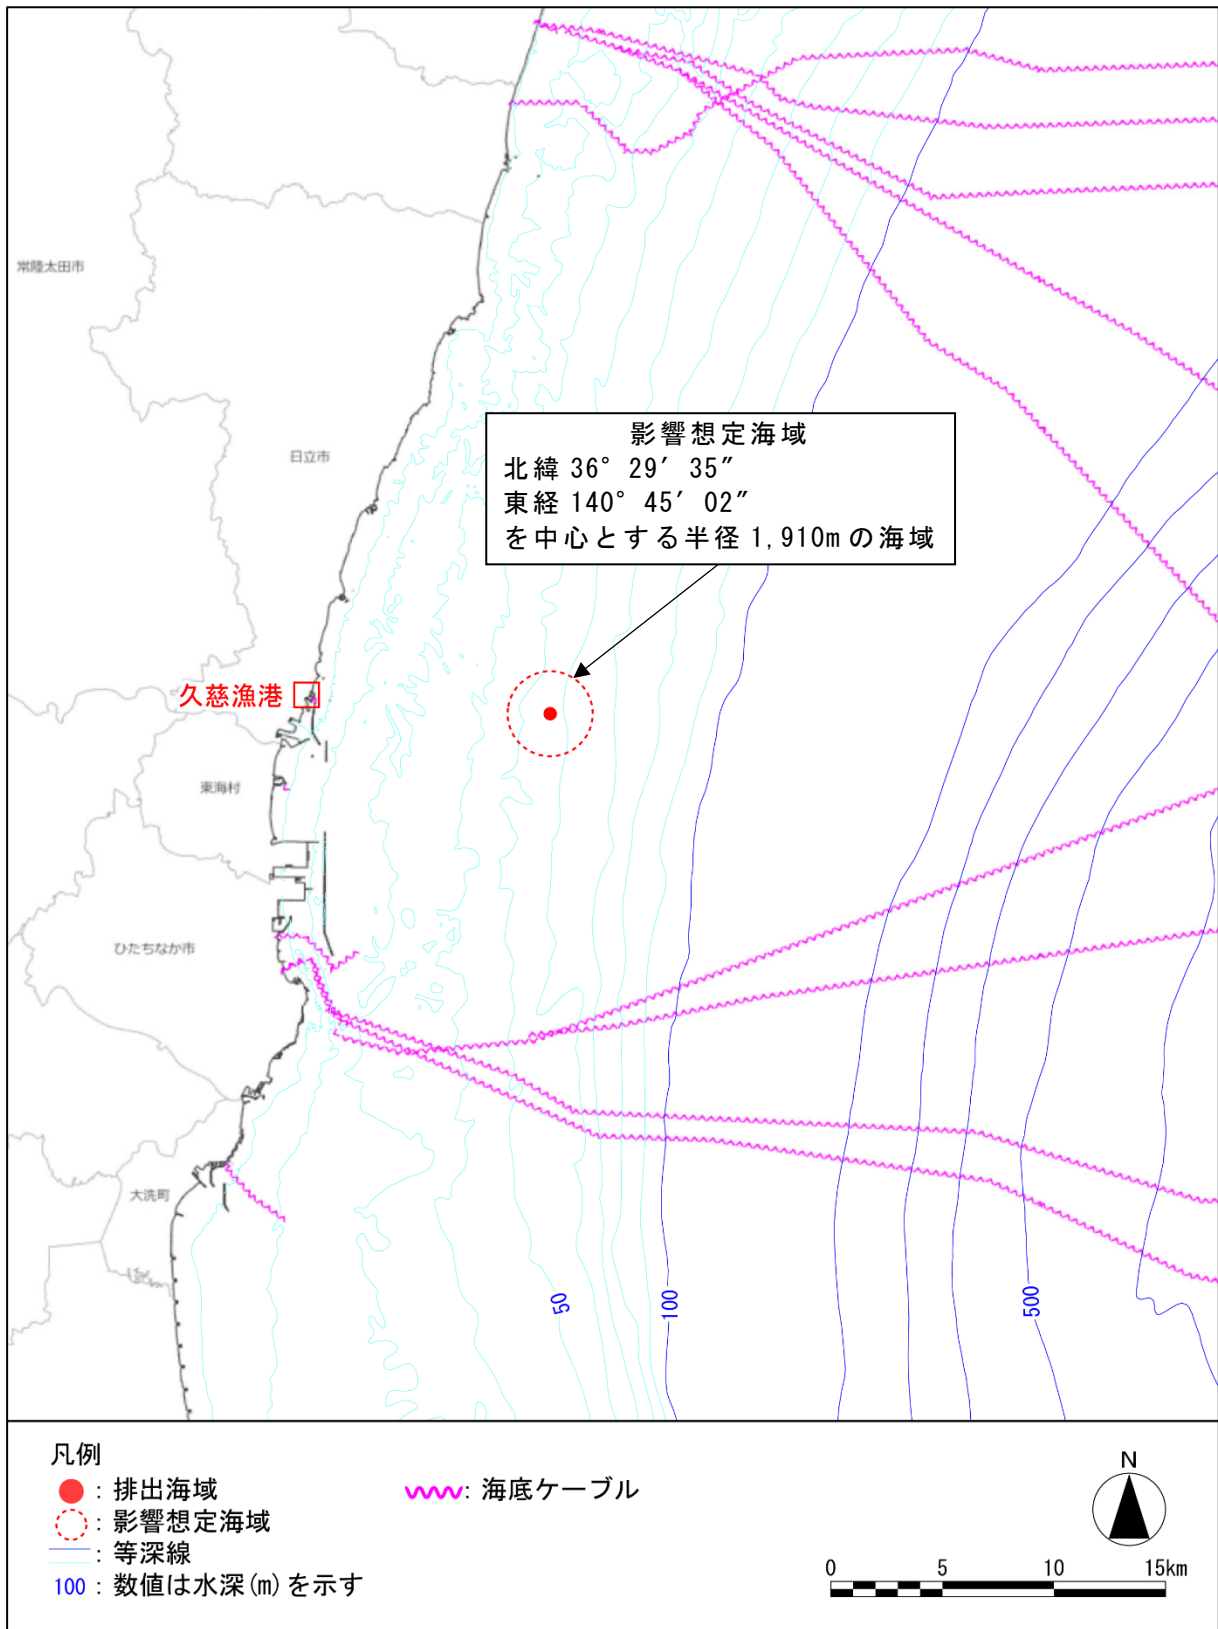 常陸太田市
日立市
影響想定海域
北緯 36° 29′ 35″
東経 140° 45′ 02″
を中心とする半径 1,910m の海域
久慈漁港
東海村
ひたちなか市
大洗町
50
100
500
凡例
：排出海域
：海底ケーブル
：影響想定海域
：等深線
100：数値は水深(m)を示す
N
0 5 10 15km